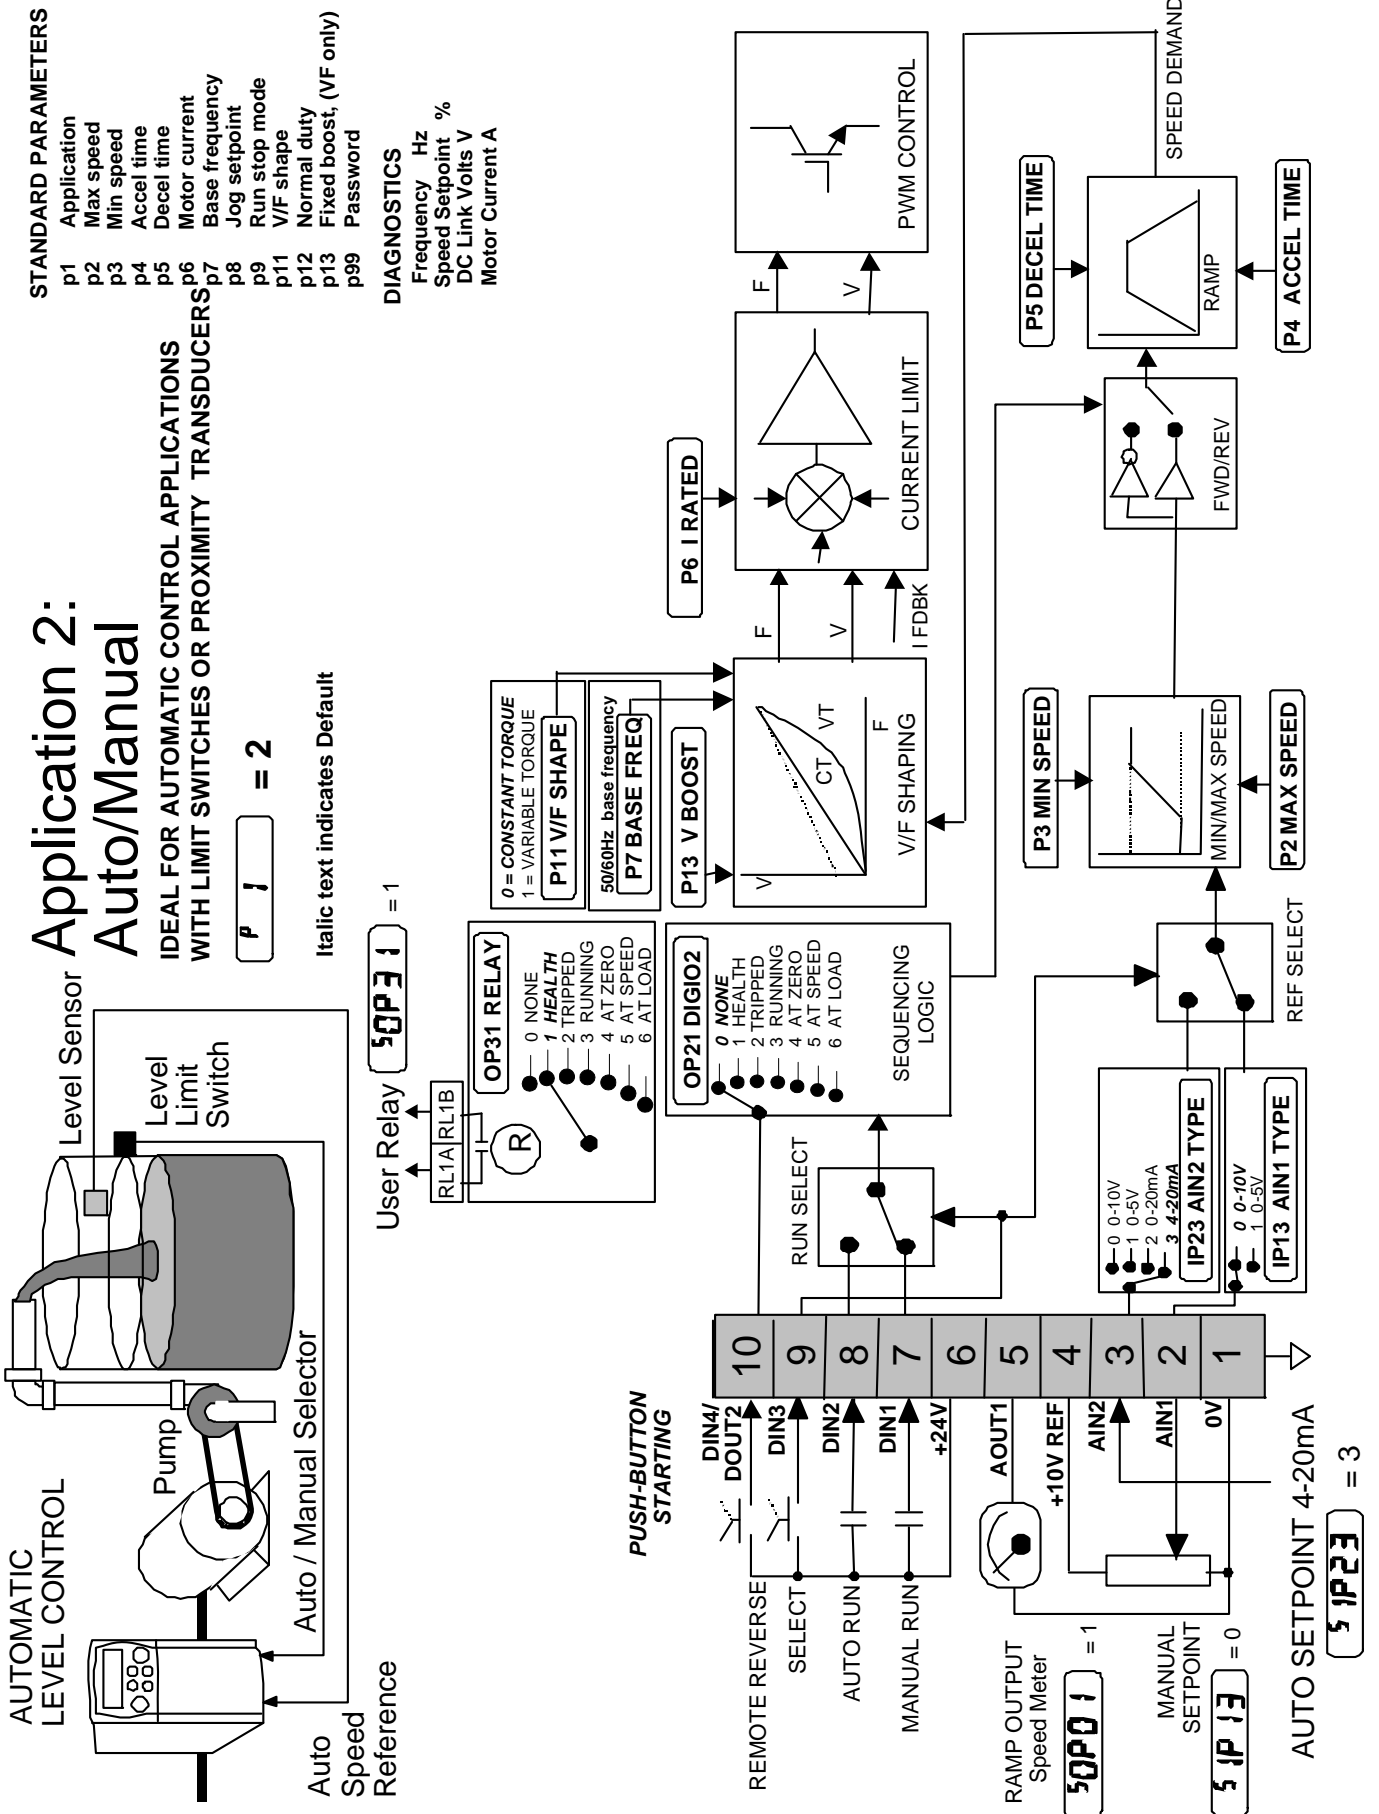 AUTOMATIC
LEVEL CONTROL
Pump
Level Sensor
Level
Limit
Switch
Auto / Manual Selector
Auto
Speed
Reference
Application 2:
Auto/Manual
IDEAL FOR AUTOMATIC CONTROL APPLICATIONS
WITH LIMIT SWITCHES OR PROXIMITY TRANSDUCERS
P 1 = 2
Italic text indicates Default
STANDARD PARAMETERS
p1 Application
p2 Max speed
p3 Min speed
p4 Accel time
p5 Decel time
p6 Motor current
p7 Base frequency
p8 Jog setpoint
p9 Run stop mode
p11 V/F shape
p12 Normal duty
p13 Fixed boost, (VF only)
p99 Password
DIAGNOSTICS
Frequency Hz
Speed Setpoint %
DC Link Volts V
Motor Current A
User Relay
SOP31 = 1
RL1A RL1B
R
OP31 RELAY
0 NONE
1 HEALTH
2 TRIPPED
3 RUNNING
4 AT ZERO
5 AT SPEED
6 AT LOAD
0 = CONSTANT TORQUE
1 = VARIABLE TORQUE
P11 V/F SHAPE
50/60Hz base frequency
P7 BASE FREQ
P13 V BOOST
V
CT
VT
F
V/F SHAPING
F
V
I FDBK
P6 I RATED
CURRENT LIMIT
F
V
PWM CONTROL
PUSH-BUTTON
STARTING
REMOTE REVERSE
SELECT
AUTO RUN
MANUAL RUN
DIN4/
DOUT2
DIN3
DIN2
DIN1
+24V
AOUT1
+10V REF
AIN2
AIN1
0V
10
9
8
7
6
5
4
3
2
1
RUN SELECT
OP21 DIGIO2
0 NONE
1 HEALTH
2 TRIPPED
3 RUNNING
4 AT ZERO
5 AT SPEED
6 AT LOAD
SEQUENCING
LOGIC
RAMP OUTPUT
Speed Meter
SOP01 = 1
MANUAL
SETPOINT
SIP13 = 0
AUTO SETPOINT 4-20mA
SIP23 = 3
0 0-10V
1 0-5V
2 0-20mA
3 4-20mA
IP23 AIN2 TYPE
0 0-10V
1 0-5V
IP13 AIN1 TYPE
REF SELECT
P3 MIN SPEED
MIN/MAX SPEED
P2 MAX SPEED
FWD/REV
P5 DECEL TIME
RAMP
P4 ACCEL TIME
SPEED DEMAND